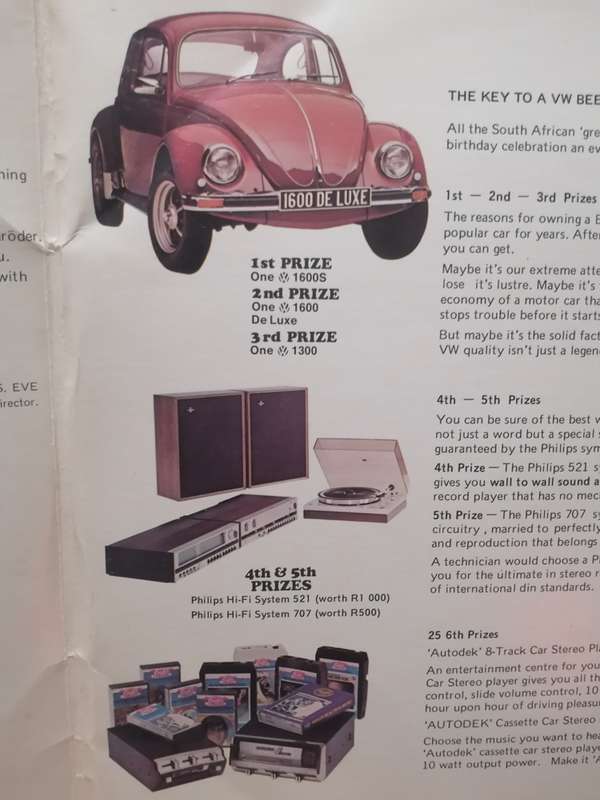 ning
röder.
u.
with
S, EVE
irector.
1600 DE LUXE
1st PRIZE
One 1600S
2nd PRIZE
One 1600
De Luxe
3rd PRIZE
One 1300
4th & 5th
PRIZES
Philips Hi-Fi System 521 (worth R1 000)
Philips Hi-Fi System 707 (worth R500)
THE KEY TO A VW BEE
All the South African 'gre
birthday celebration an ev
1st — 2nd — 3rd Prizes
The reasons for owning a B
popular car for years. After
you can get.
Maybe it's our extreme atte
lose it's lustre. Maybe it's
economy of a motor car tha
stops trouble before it starts
But maybe it's the solid fact
VW quality isn't just a legen
4th — 5th Prizes
You can be sure of the best w
not just a word but a special s
guaranteed by the Philips sym
4th Prize — The Philips 521 s
gives you wall to wall sound a
record player that has no mec
5th Prize — The Philips 707 sy
circuitry , married to perfectly
and reproduction that belongs
A technician would choose a P
you for the ultimate in stereo r
of international din standards.
25 6th Prizes
'Autodek' 8-Track Car Stereo Pla
An entertainment centre for you
Car Stereo player gives you all th
control, slide volume control, 10
hour upon hour of driving pleasu
'AUTODEK' Cassette Car Stereo
Choose the music you want to hea
'Autodek' cassette car stereo playe
10 watt output power. Make it 'A